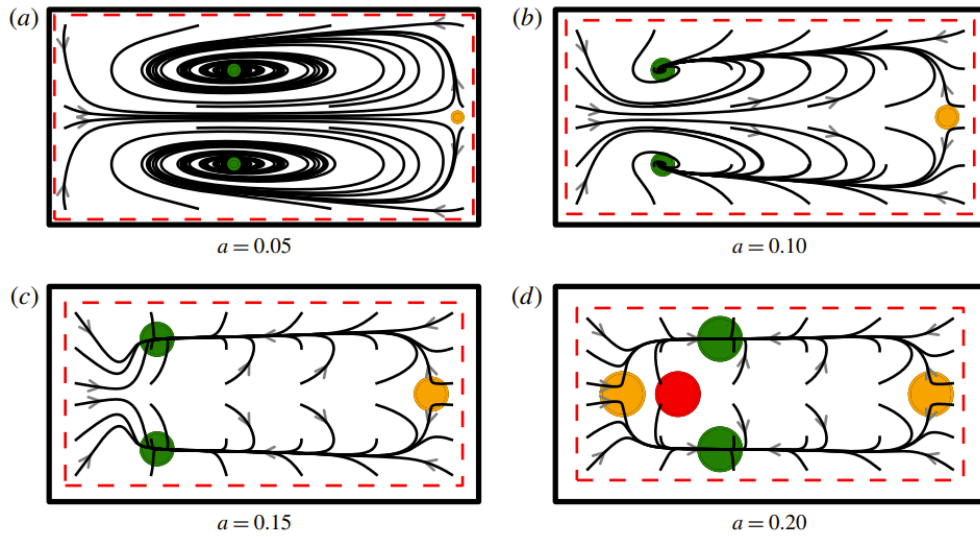 (a)
(b)
a = 0.05
a = 0.10
(c)
(d)
a = 0.15
a = 0.20